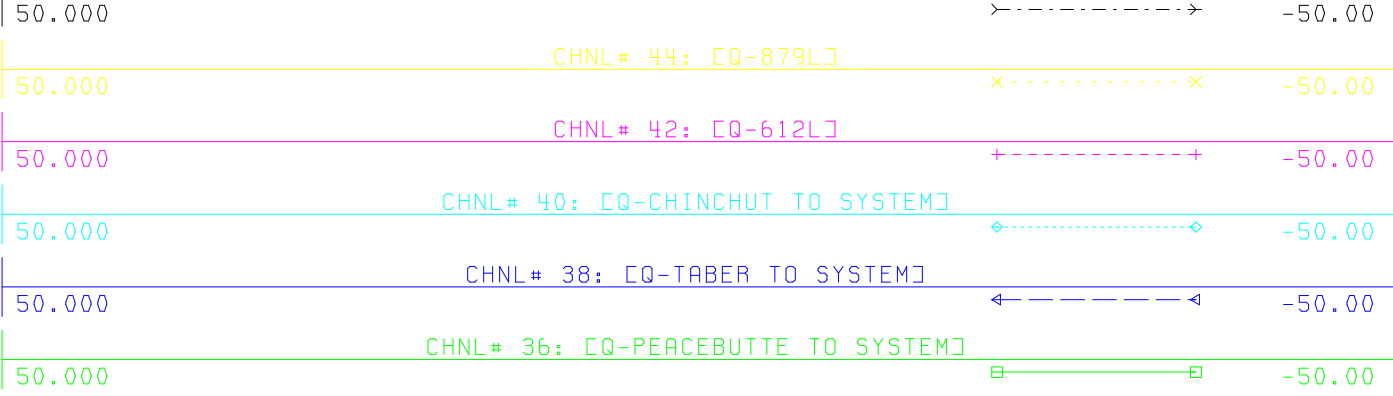 50.000 -50.00
CHNL# 44: [Q-879L]
50.000 -50.00
CHNL# 42: [Q-612L]
50.000 -50.00
CHNL# 40: [Q-CHINCHUT TO SYSTEM]
50.000 -50.00
CHNL# 38: [Q-TABER TO SYSTEM]
50.000 -50.00
CHNL# 36: [Q-PEACEBUTTE TO SYSTEM]
50.000 -50.00